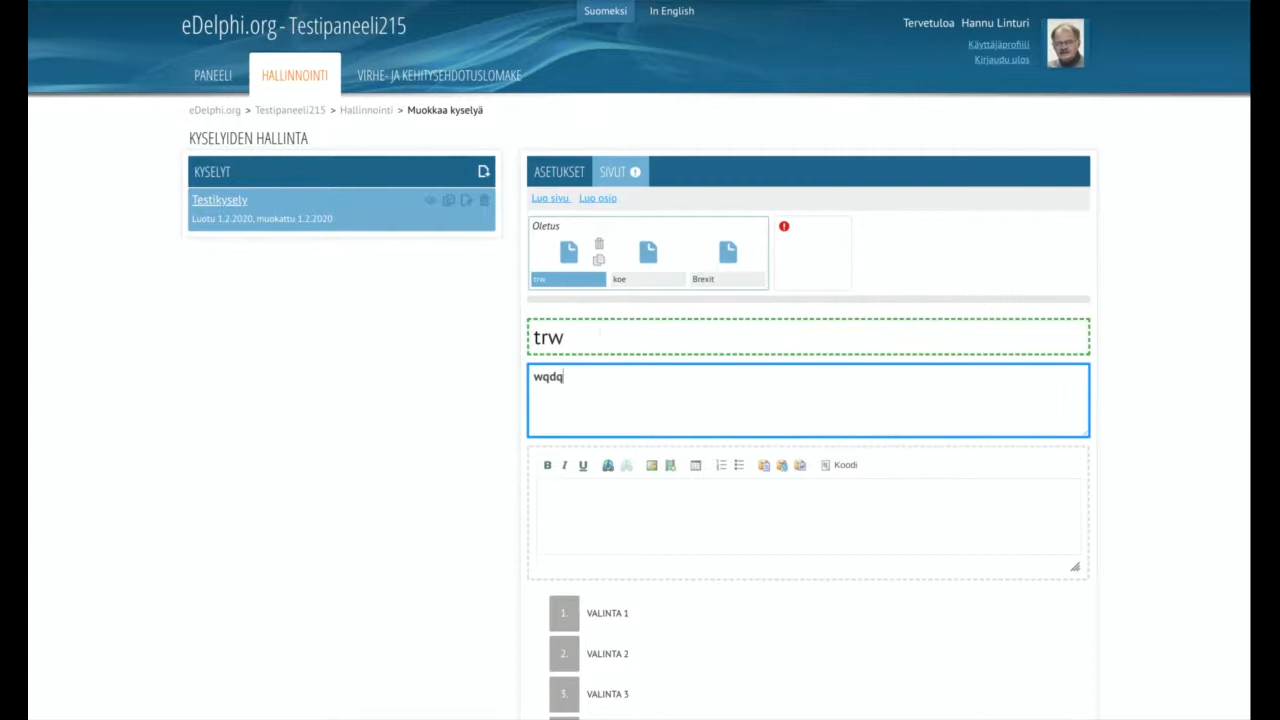 eDelphi.org - Testipaneeli215
Suomeksi
In English
Tervetuloa Hannu Linturi
Käyttäjäprofiili
Kirjaudu ulos
PANEELI
HALLINNOINTI
VIRHE- JA KEHITYSEHDOTUSLOMAKE
eDelphi.org > Testipaneeli215 > Hallinnointi > Muokkaa kyselyä
KYSELYIDEN HALLINTA
KYSELYT
Testikysely
Luotu 1.2.2020, muokattu 1.2.2020
ASETUKSET
SIVUT
Luo sivu
Luo osio
Oletus
trw
koe
Brexit
trw
wqdq
B I U
Koodi
1. VALINTA 1
2. VALINTA 2
3. VALINTA 3